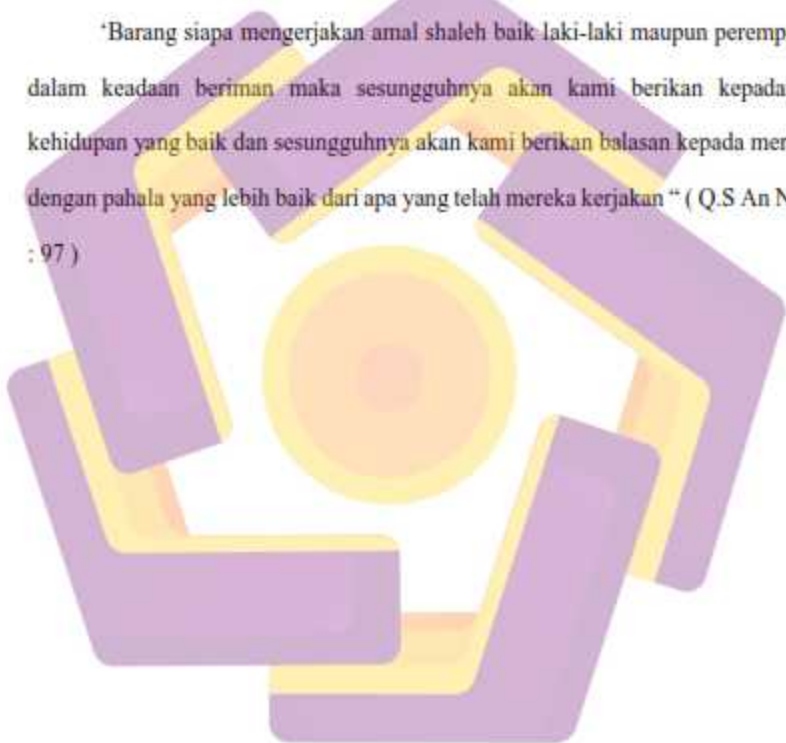 ‘Barang siapa mengerjakan amal shaleh baik laki-laki maupun peremp
dalam keadaan beriman maka sesungguhnya akan kami berikan kepada
kehidupan yang baik dan sesungguhnya akan kami berikan balasan kepada mer
dengan pahala yang lebih baik dari apa yang telah mereka kerjakan “ ( Q.S An N
: 97 )